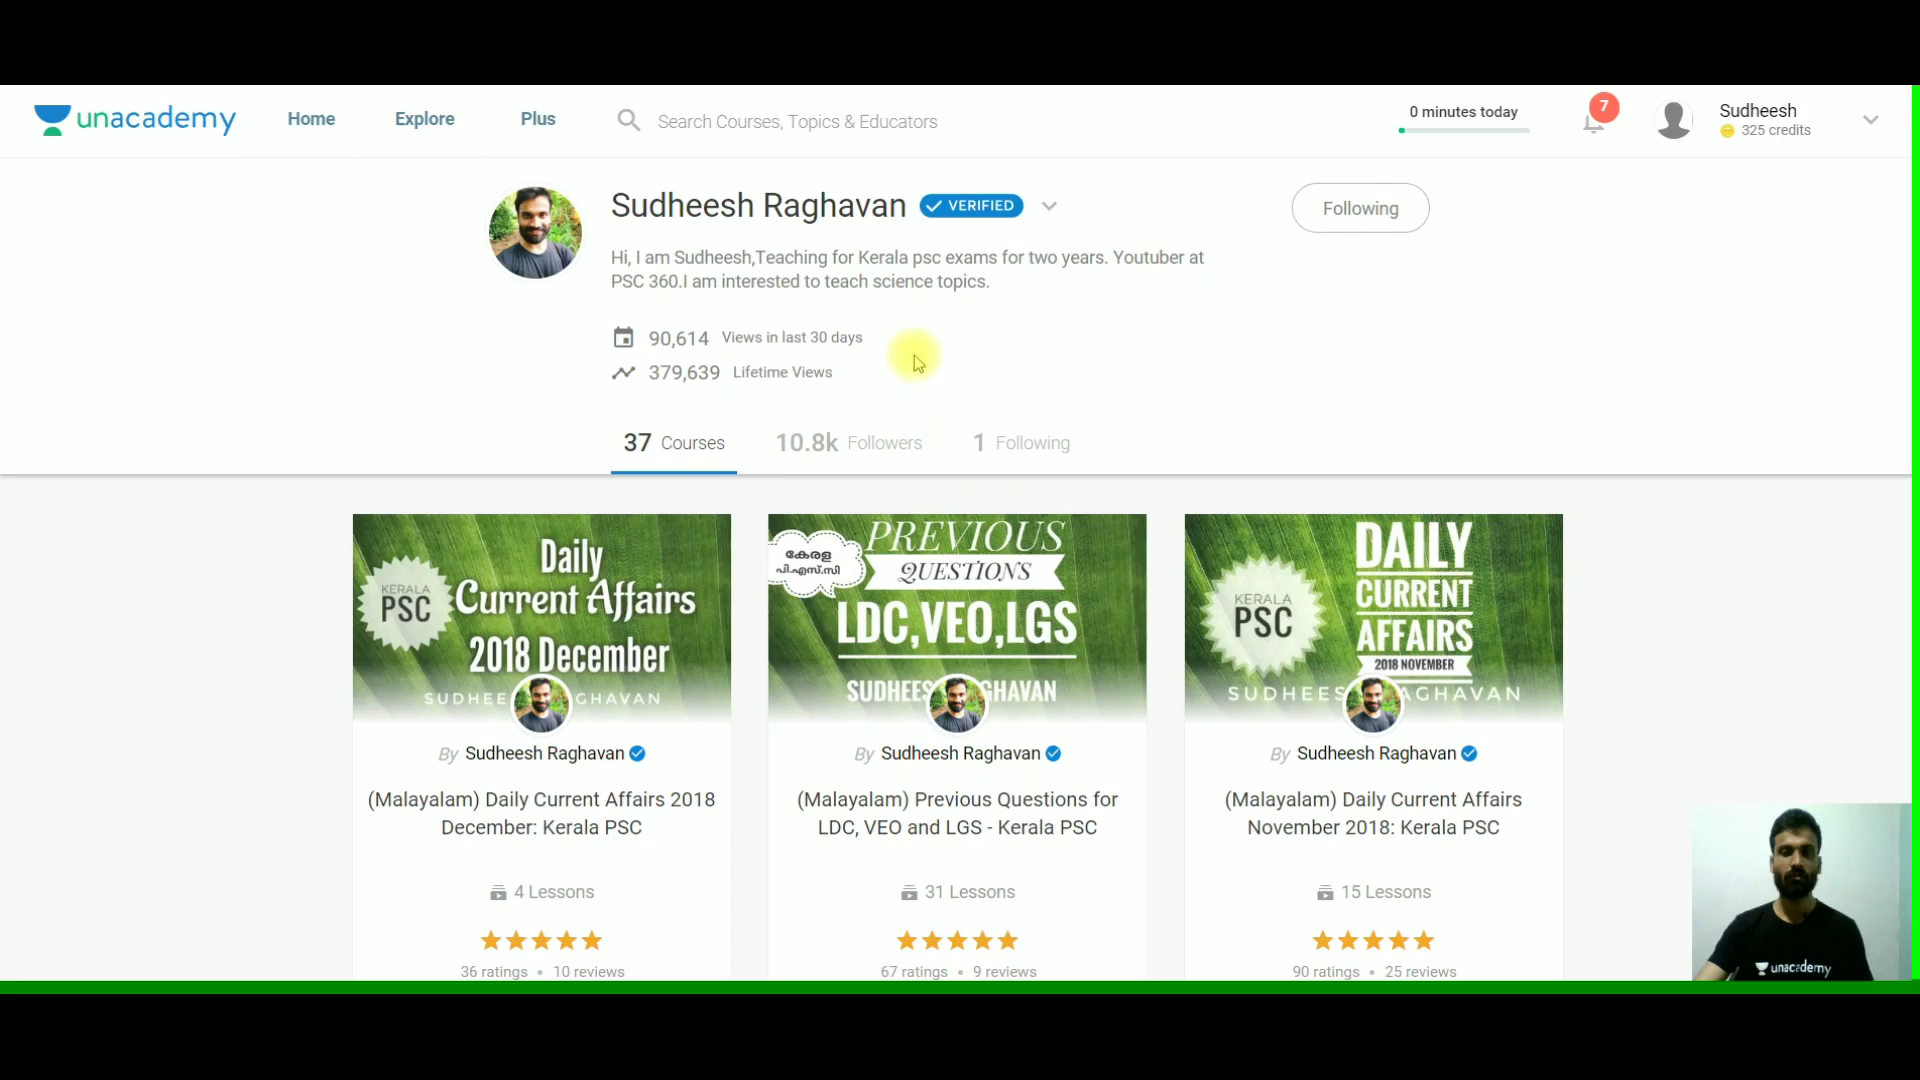 unacademy
Home
Explore
Plus
Search Courses, Topics & Educators
0 minutes today
7
Sudheesh
325 credits
Sudheesh Raghavan
VERIFIED
Following
Hi, I am Sudheesh,Teaching for Kerala psc exams for two years. Youtuber at
PSC 360.I am interested to teach science topics.
90,614 Views in last 30 days
379,639 Lifetime Views
37 Courses
10.8k Followers
1 Following
KERALA
PSC
Daily
Current Affairs
2018 December
By Sudheesh Raghavan
(Malayalam) Daily Current Affairs 2018
December: Kerala PSC
4 Lessons
36 ratings • 10 reviews
കേരള
പി.എസ്.സി
PREVIOUS
QUESTIONS
LDC,VEO,LGS
By Sudheesh Raghavan
(Malayalam) Previous Questions for
LDC, VEO and LGS - Kerala PSC
31 Lessons
67 ratings • 9 reviews
KERALA
PSC
DAILY
CURRENT
AFFAIRS
2018 NOVEMBER
By Sudheesh Raghavan
(Malayalam) Daily Current Affairs
November 2018: Kerala PSC
15 Lessons
90 ratings • 25 reviews
unacademy